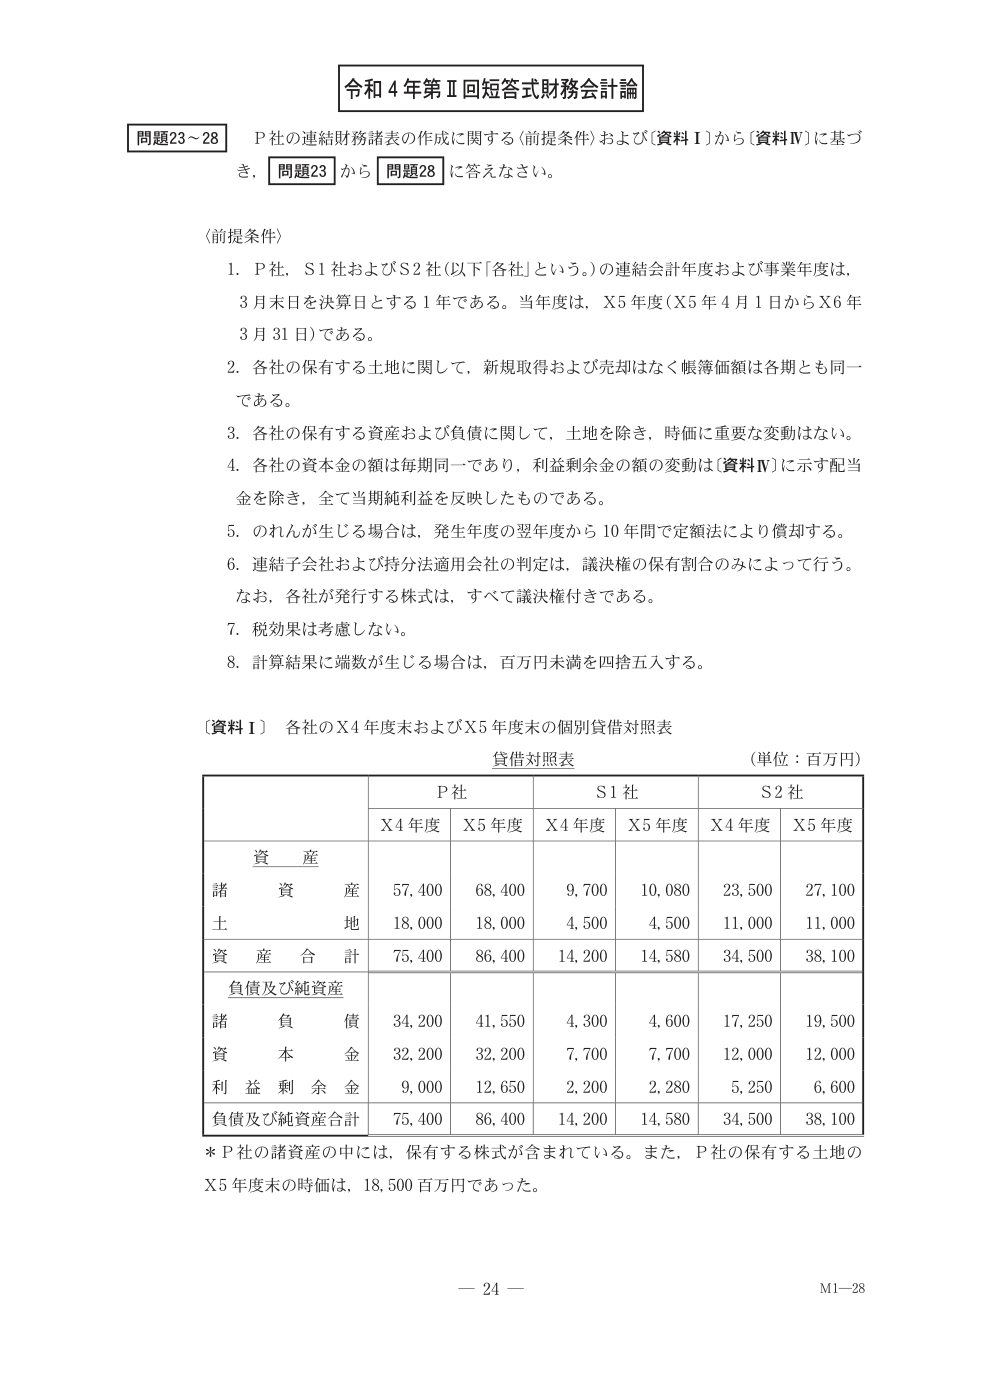 令和4年第Ⅱ回短答式財務会計論
問題23～28 P社の連結財務諸表の作成に関する〈前提条件〉および〔資料Ⅰ〕から〔資料Ⅳ〕に基づ
き，問題23から問題28に答えなさい。
〈前提条件〉
1．P社，S1社およびS2社(以下「各社」という。)の連結会計年度および事業年度は，
3月末日を決算日とする1年である。当年度は，X5年度(X5年4月1日からX6年
3月31日)である。
2．各社の保有する土地に関して，新規取得および売却はなく帳簿価額は各期とも同一
である。
3．各社の保有する資産および負債に関して，土地を除き，時価に重要な変動はない。
4．各社の資本金の額は毎期同一であり，利益剰余金の額の変動は〔資料Ⅳ〕に示す配当
金を除き，全て当期純利益を反映したものである。
5．のれんが生じる場合は，発生年度の翌年度から10年間で定額法により償却する。
6．連結子会社および持分法適用会社の判定は，議決権の保有割合のみによって行う。
なお，各社が発行する株式は，すべて議決権付きである。
7．税効果は考慮しない。
8．計算結果に端数が生じる場合は，百万円未満を四捨五入する。
〔資料Ⅰ〕 各社のX4年度末およびX5年度末の個別貸借対照表
貸借対照表 (単位：百万円)
P社 S1社 S2社
X4年度 X5年度 X4年度 X5年度 X4年度 X5年度
資産
諸資産 57,400 68,400 9,700 10,080 23,500 27,100
土地 18,000 18,000 4,500 4,500 11,000 11,000
資産合計 75,400 86,400 14,200 14,580 34,500 38,100
負債及び純資産
諸負債 34,200 41,550 4,300 4,600 17,250 19,500
資本金 32,200 32,200 7,700 7,700 12,000 12,000
利益剰余金 9,000 12,650 2,200 2,280 5,250 6,600
負債及び純資産合計 75,400 86,400 14,200 14,580 34,500 38,100
＊P社の諸資産の中には，保有する株式が含まれている。また，P社の保有する土地の
X5年度末の時価は，18,500百万円であった。
― 24 ―
M1―28